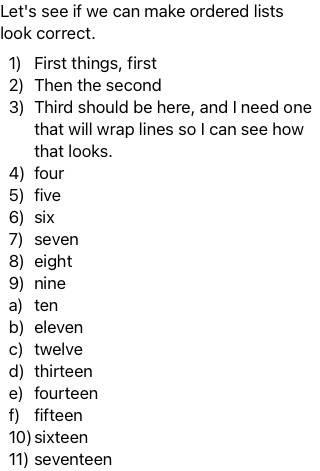 Let's see if we can make ordered lists
look correct.
1) First things, first
2) Then the second
3) Third should be here, and I need one
that will wrap lines so I can see how
that looks.
4) four
5) five
6) six
7) seven
8) eight
9) nine
a) ten
b) eleven
c) twelve
d) thirteen
e) fourteen
f) fifteen
10) sixteen
11) seventeen